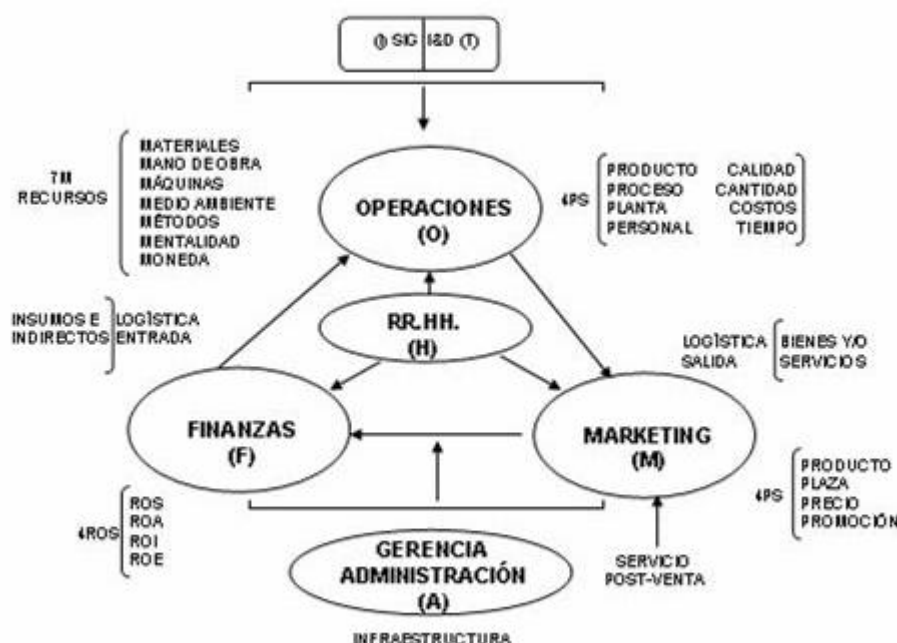 (I) SIG I&D (T)
MATERIALES
MANO DE OBRA
MÁQUINAS
MEDIO AMBIENTE
MÉTODOS
MENTALIDAD
MONEDA
7M
RECURSOS
OPERACIONES
(O)
4PS
PRODUCTO CALIDAD
PROCESO CANTIDAD
PLANTA COSTOS
PERSONAL TIEMPO
INSUMOS E LOGÍSTICA
INDIRECTOS ENTRADA
RR.HH.
(H)
LOGÍSTICA BIENES Y/O
SALIDA SERVICIOS
FINANZAS
(F)
MARKETING
(M)
4ROS
ROS
ROA
ROI
ROE
4PS
PRODUCTO
PLAZA
PRECIO
PROMOCIÓN
GERENCIA
ADMINISTRACIÓN
(A)
SERVICIO
POST-VENTA
INFRAESTRUCTURA